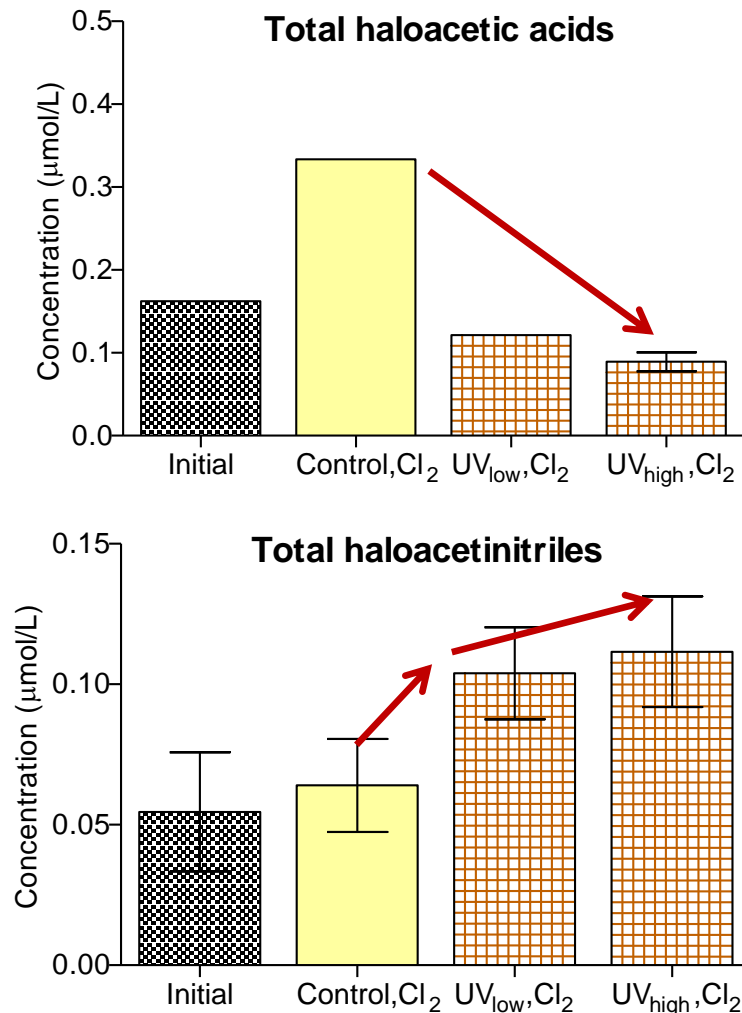 Total haloacetic acids
Concentration (μmol/L)
0.5
0.4
0.3
0.2
0.1
0.0
Initial
Control,Cl₂
UVlow,Cl₂
UVhigh,Cl₂
Total haloacetinitriles
Concentration (μmol/L)
0.15
0.10
0.05
0.00
Initial
Control,Cl₂
UVlow,Cl₂
UVhigh,Cl₂